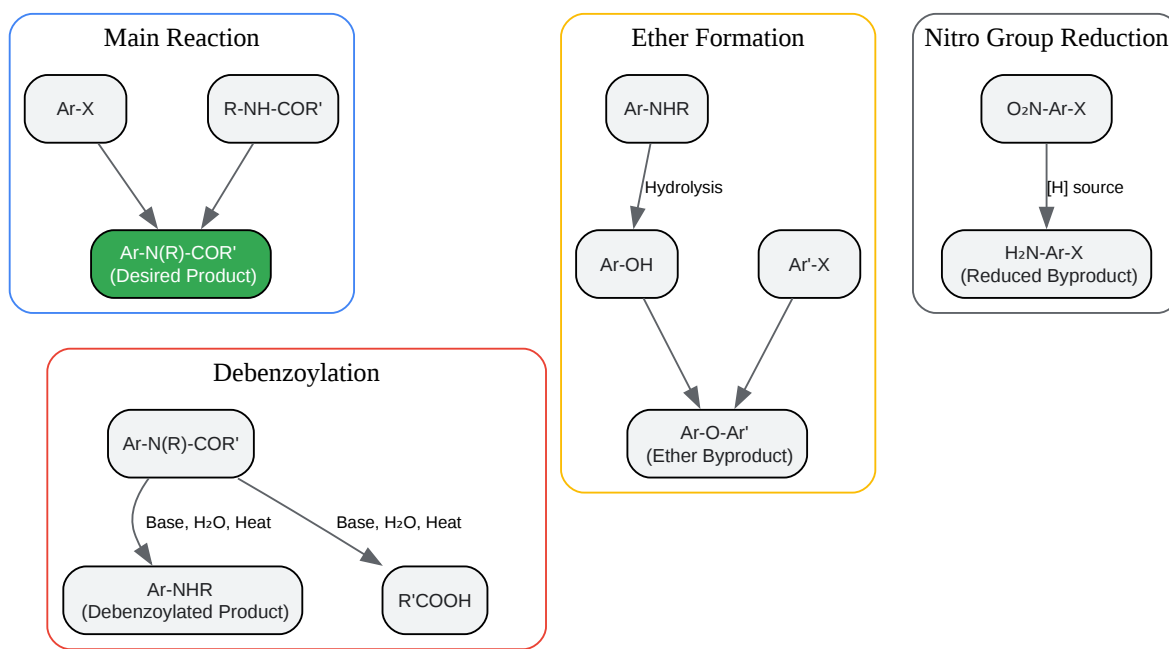 Main Reaction
Ar-X
R-NH-COR'
Ar-N(R)-COR'
(Desired Product)
Ether Formation
Ar-NHR
Hydrolysis
Ar-OH
Ar'-X
Ar-O-Ar'
(Ether Byproduct)
Nitro Group Reduction
O₂N-Ar-X
[H] source
H₂N-Ar-X
(Reduced Byproduct)
Debenzoylation
Ar-N(R)-COR'
Base, H₂O, Heat
Base, H₂O, Heat
Ar-NHR
(Debenzoylated Product)
R'COOH